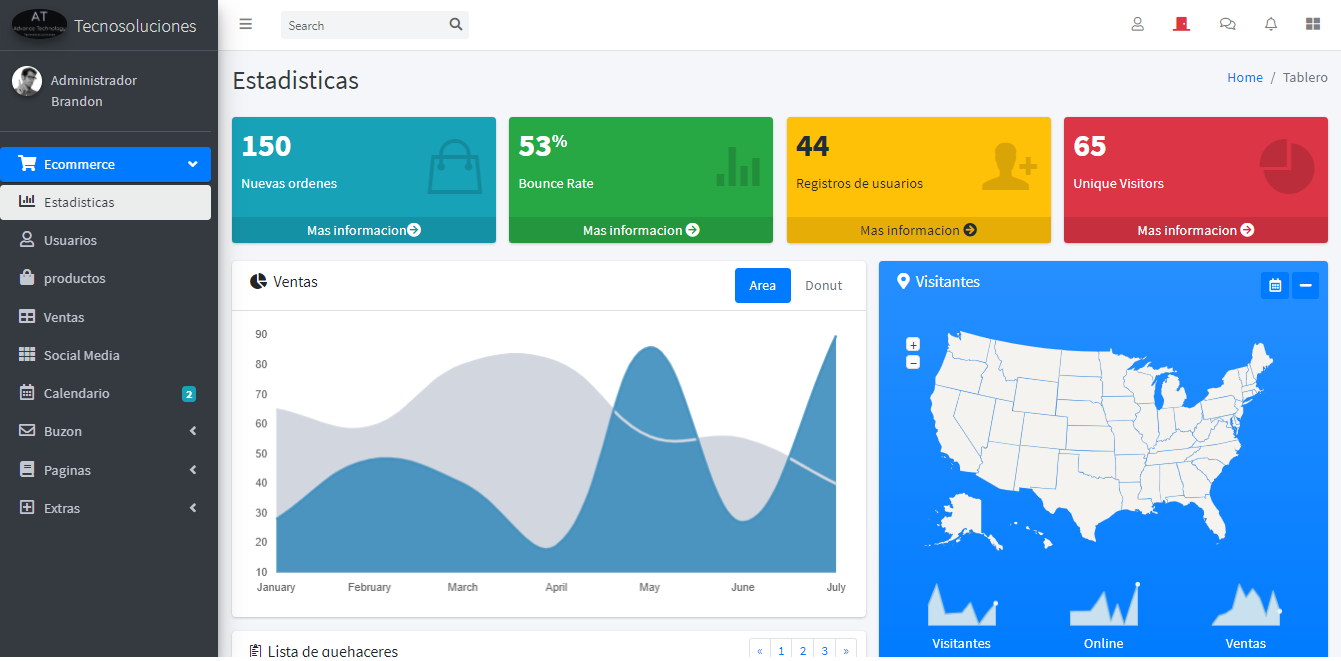 AT
Tecnosoluciones
Search
Administrador
Brandon
Ecommerce
Estadisticas
Usuarios
productos
Ventas
Social Media
Calendario 2
Buzon
Paginas
Extras
Estadisticas
Home / Tablero
150
Nuevas ordenes
Mas informacion
53%
Bounce Rate
Mas informacion
44
Registros de usuarios
Mas informacion
65
Unique Visitors
Mas informacion
Ventas
Area Donut
90
80
70
60
50
40
30
20
10
January February March April May June July
Visitantes
+
−
Visitantes Online Ventas
Lista de quehaceres
« 1 2 3 »